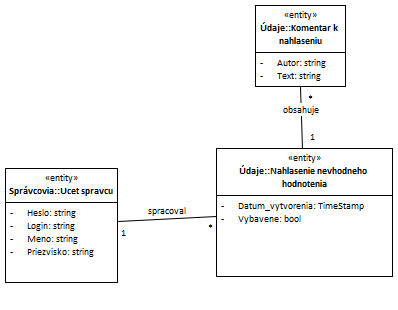 «entity»
Údaje::Komentar k
nahlaseniu
- Autor: string
- Text: string
*
obsahuje
1
«entity»
Údaje::Nahlasenie nevhodneho
hodnotenia
- Datum_vytvorenia: TimeStamp
- Vybavene: bool
«entity»
Správcovia::Ucet spravcu
- Heslo: string
- Login: string
- Meno: string
- Priezvisko: string
spracoval
1
*